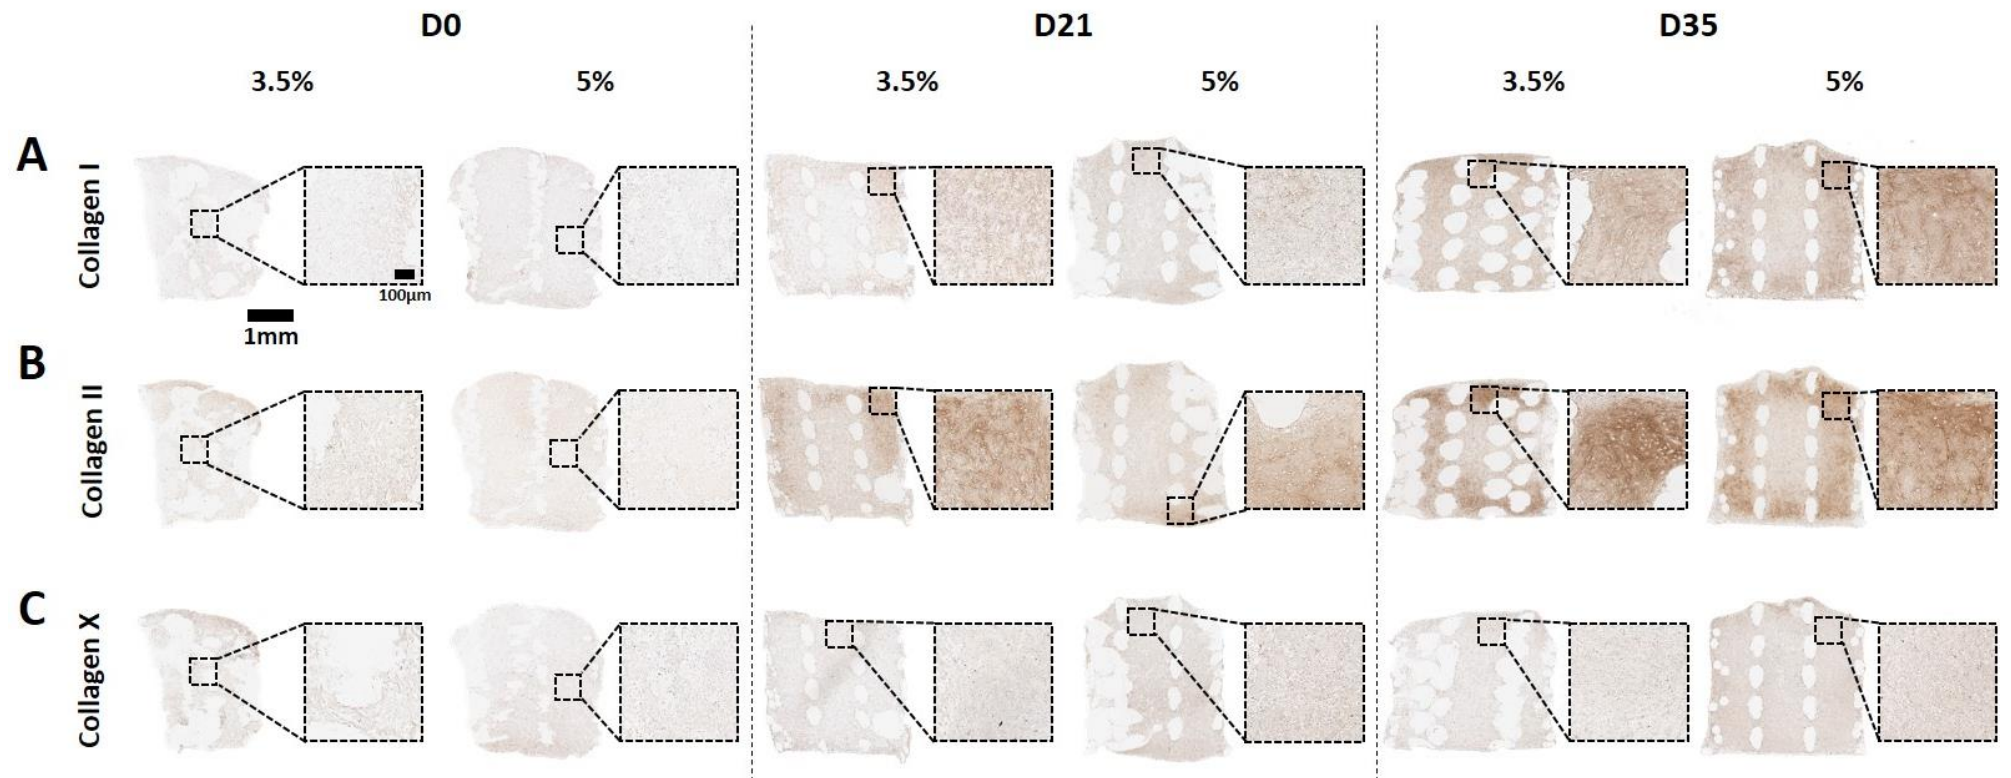 D0 D21 D35
3.5% 5% 3.5% 5% 3.5% 5%
A
Collagen I
100µm
1mm
B
Collagen II
C
Collagen X